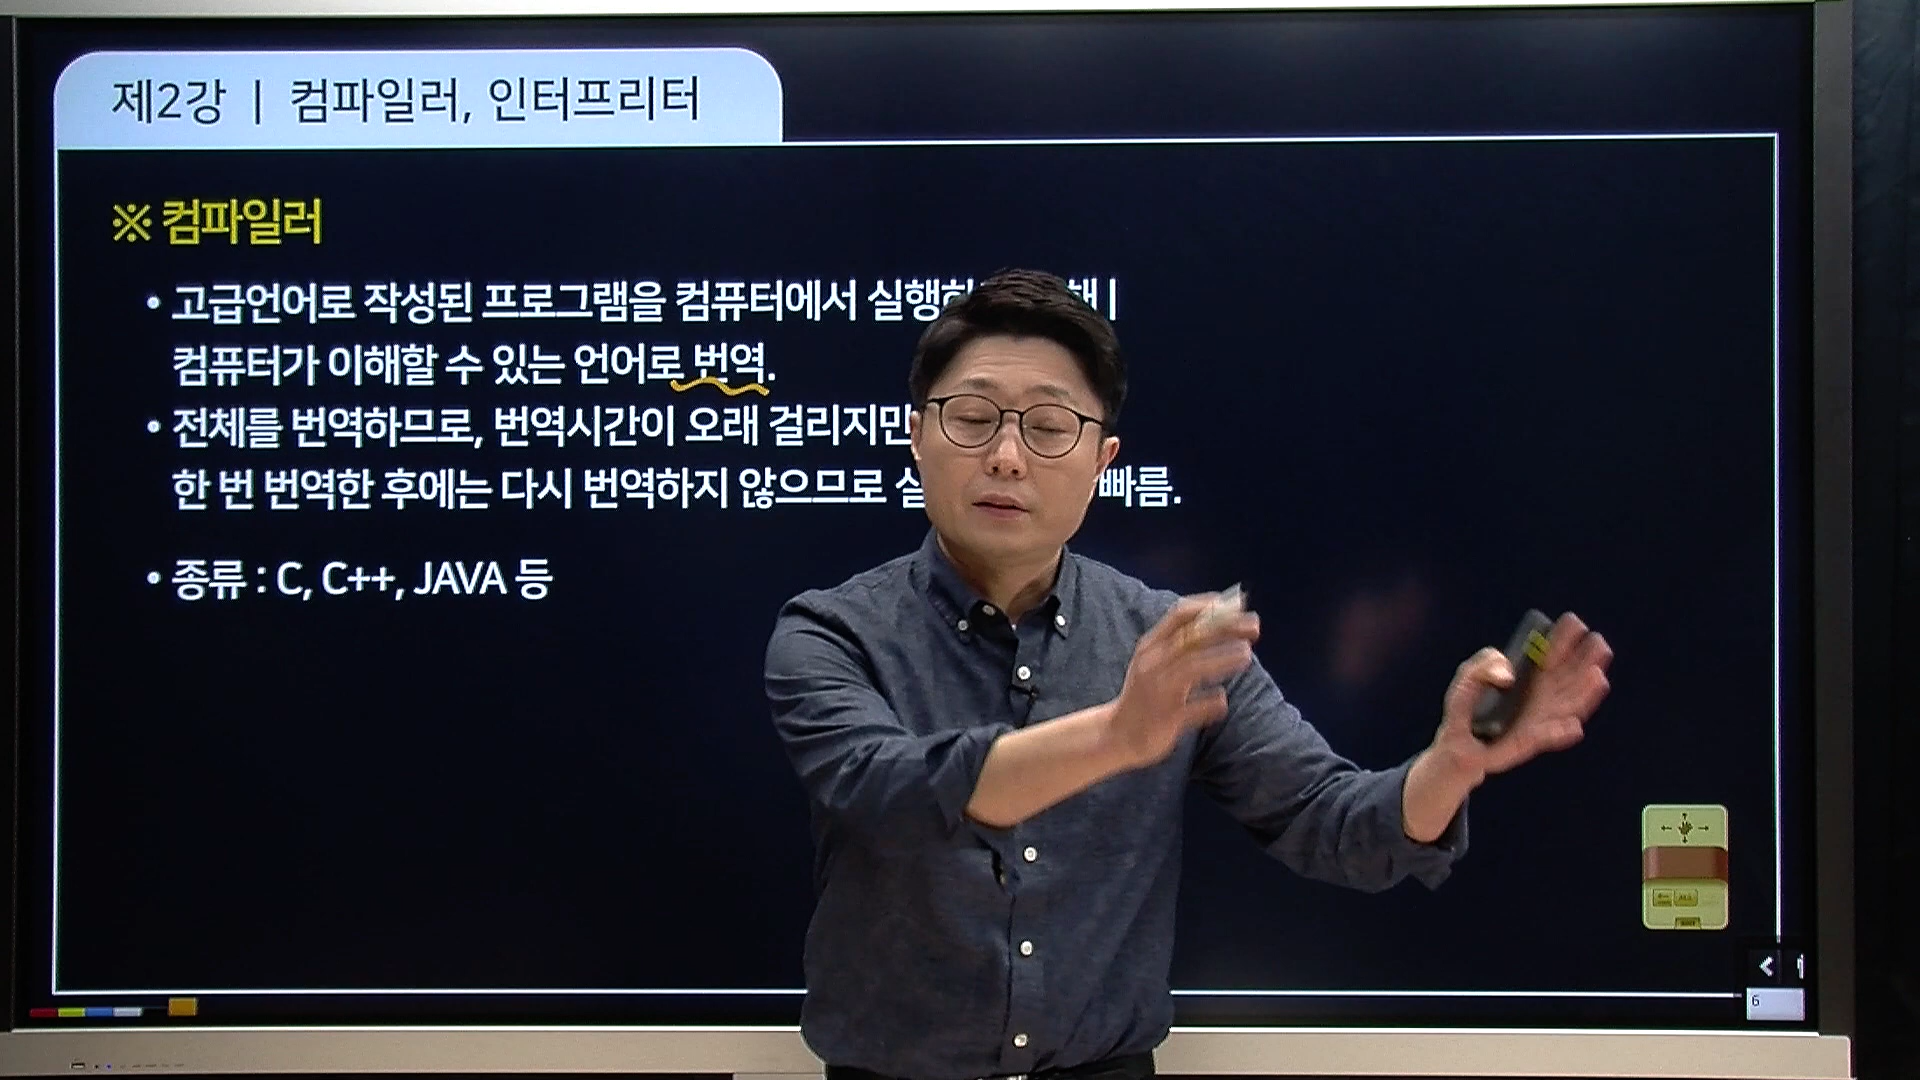 제2강 | 컴파일러, 인터프리터
※ 컴파일러
• 고급언어로 작성된 프로그램을 컴퓨터에서 실행하
컴퓨터가 이해할 수 있는 언어로 번역.
• 전체를 번역하므로, 번역시간이 오래 걸리지만
한 번 번역한 후에는 다시 번역하지 않으므로 빠름.
• 종류 : C, C++, JAVA 등
6